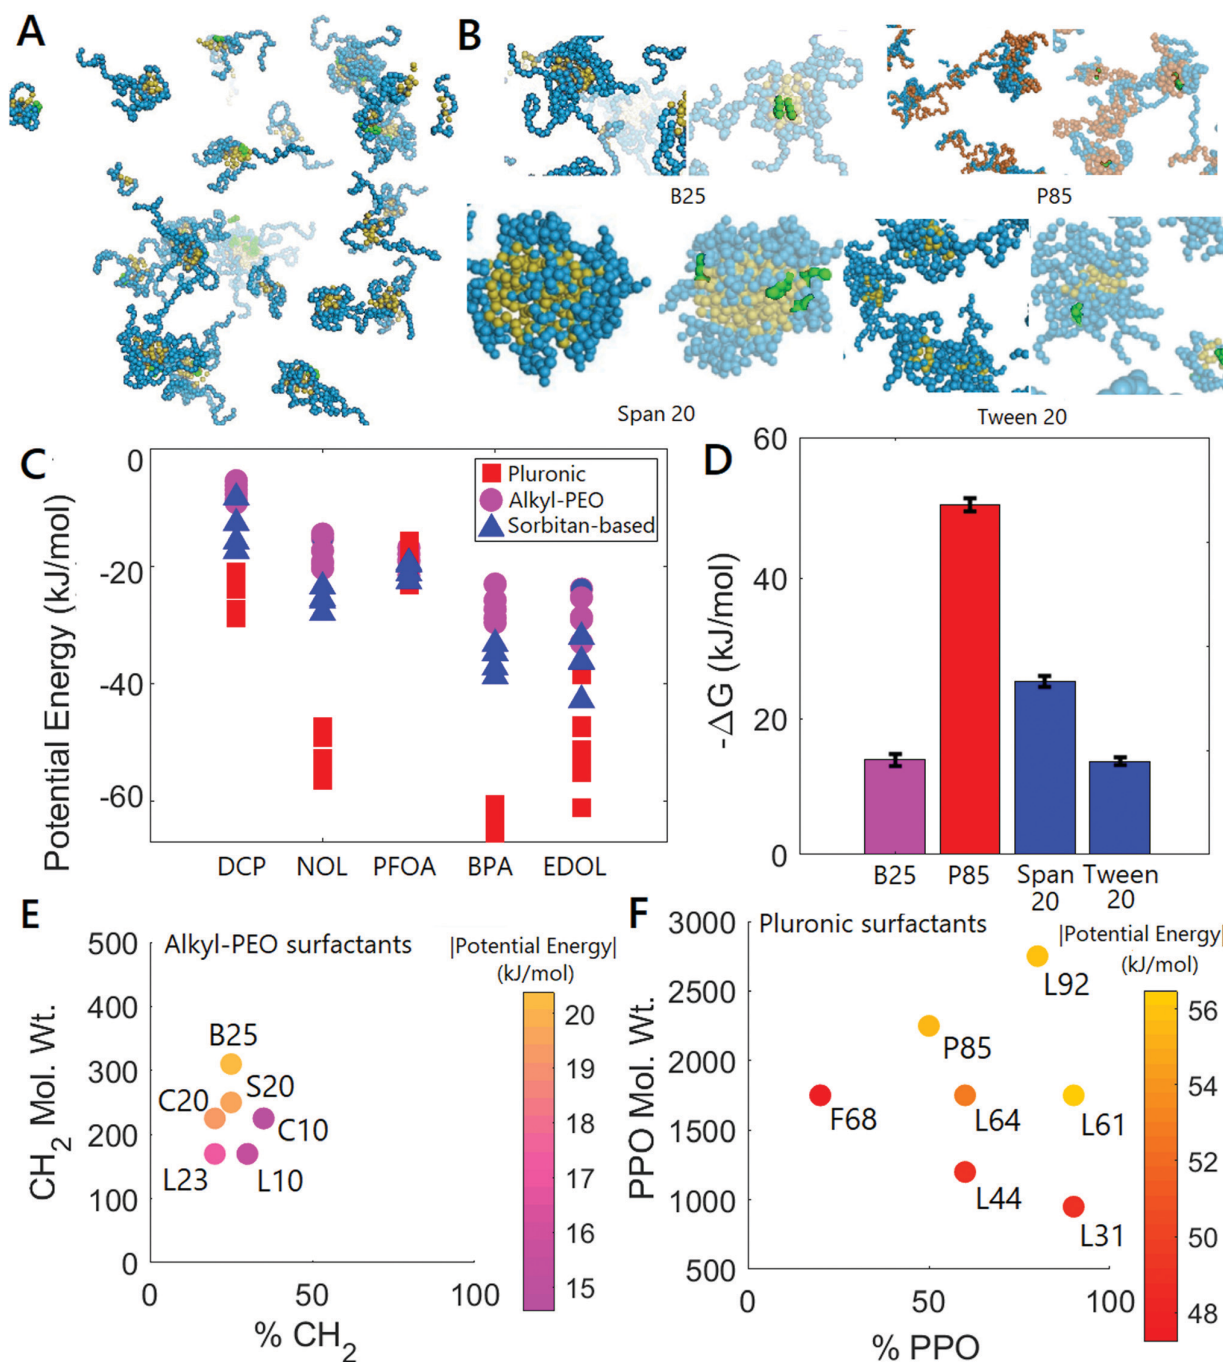 A
B
B25
P85
Span 20
Tween 20
C
0
-20
-40
-60
Potential Energy (kJ/mol)
Pluronic
Alkyl-PEO
Sorbitan-based
DCP NOL PFOA BPA EDOL
D
60
40
20
0
-ΔG (kJ/mol)
B25 P85 Span 20 Tween 20
E
Alkyl-PEO surfactants
500
400
300
200
100
0
CH₂ Mol. Wt.
B25
S20
C20
C10
L23
L10
0 50 100
% CH₂
|Potential Energy|
(kJ/mol)
20
19
18
17
16
15
F
Pluronic surfactants
3000
2500
2000
1500
1000
500
PPO Mol. Wt.
L92
P85
F68
L64
L61
L44
L31
0 50 100
% PPO
|Potential Energy|
(kJ/mol)
56
54
52
50
48